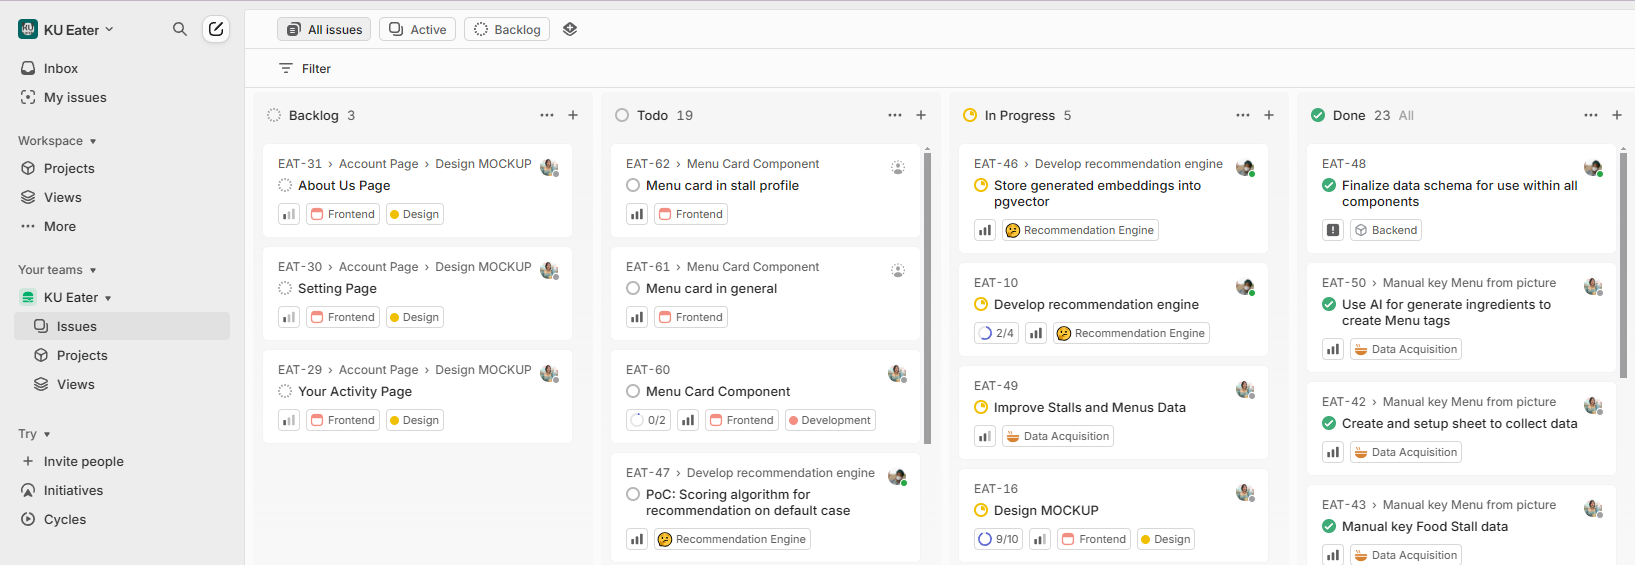 KU Eater
Inbox
My issues
Workspace
Projects
Views
More
Your teams
KU Eater
Issues
Projects
Views
Try
Invite people
Initiatives
Cycles
All issues
Active
Backlog
Filter
Backlog 3
EAT-31 › Account Page › Design MOCKUP
About Us Page
Frontend
Design
EAT-30 › Account Page › Design MOCKUP
Setting Page
Frontend
Design
EAT-29 › Account Page › Design MOCKUP
Your Activity Page
Frontend
Design
Todo 19
EAT-62 › Menu Card Component
Menu card in stall profile
Frontend
EAT-61 › Menu Card Component
Menu card in general
Frontend
EAT-60
Menu Card Component
0/2
Frontend
Development
EAT-47 › Develop recommendation engine
PoC: Scoring algorithm for
recommendation on default case
Recommendation Engine
In Progress 5
EAT-46 › Develop recommendation engine
Store generated embeddings into
pgvector
Recommendation Engine
EAT-10
Develop recommendation engine
2/4
Recommendation Engine
EAT-49
Improve Stalls and Menus Data
Data Acquisition
EAT-16
Design MOCKUP
9/10
Frontend
Design
Done 23 All
EAT-48
Finalize data schema for use within all
components
Backend
EAT-50 › Manual key Menu from picture
Use AI for generate ingredients to
create Menu tags
Data Acquisition
EAT-42 › Manual key Menu from picture
Create and setup sheet to collect data
Data Acquisition
EAT-43 › Manual key Menu from picture
Manual key Food Stall data
Data Acquisition